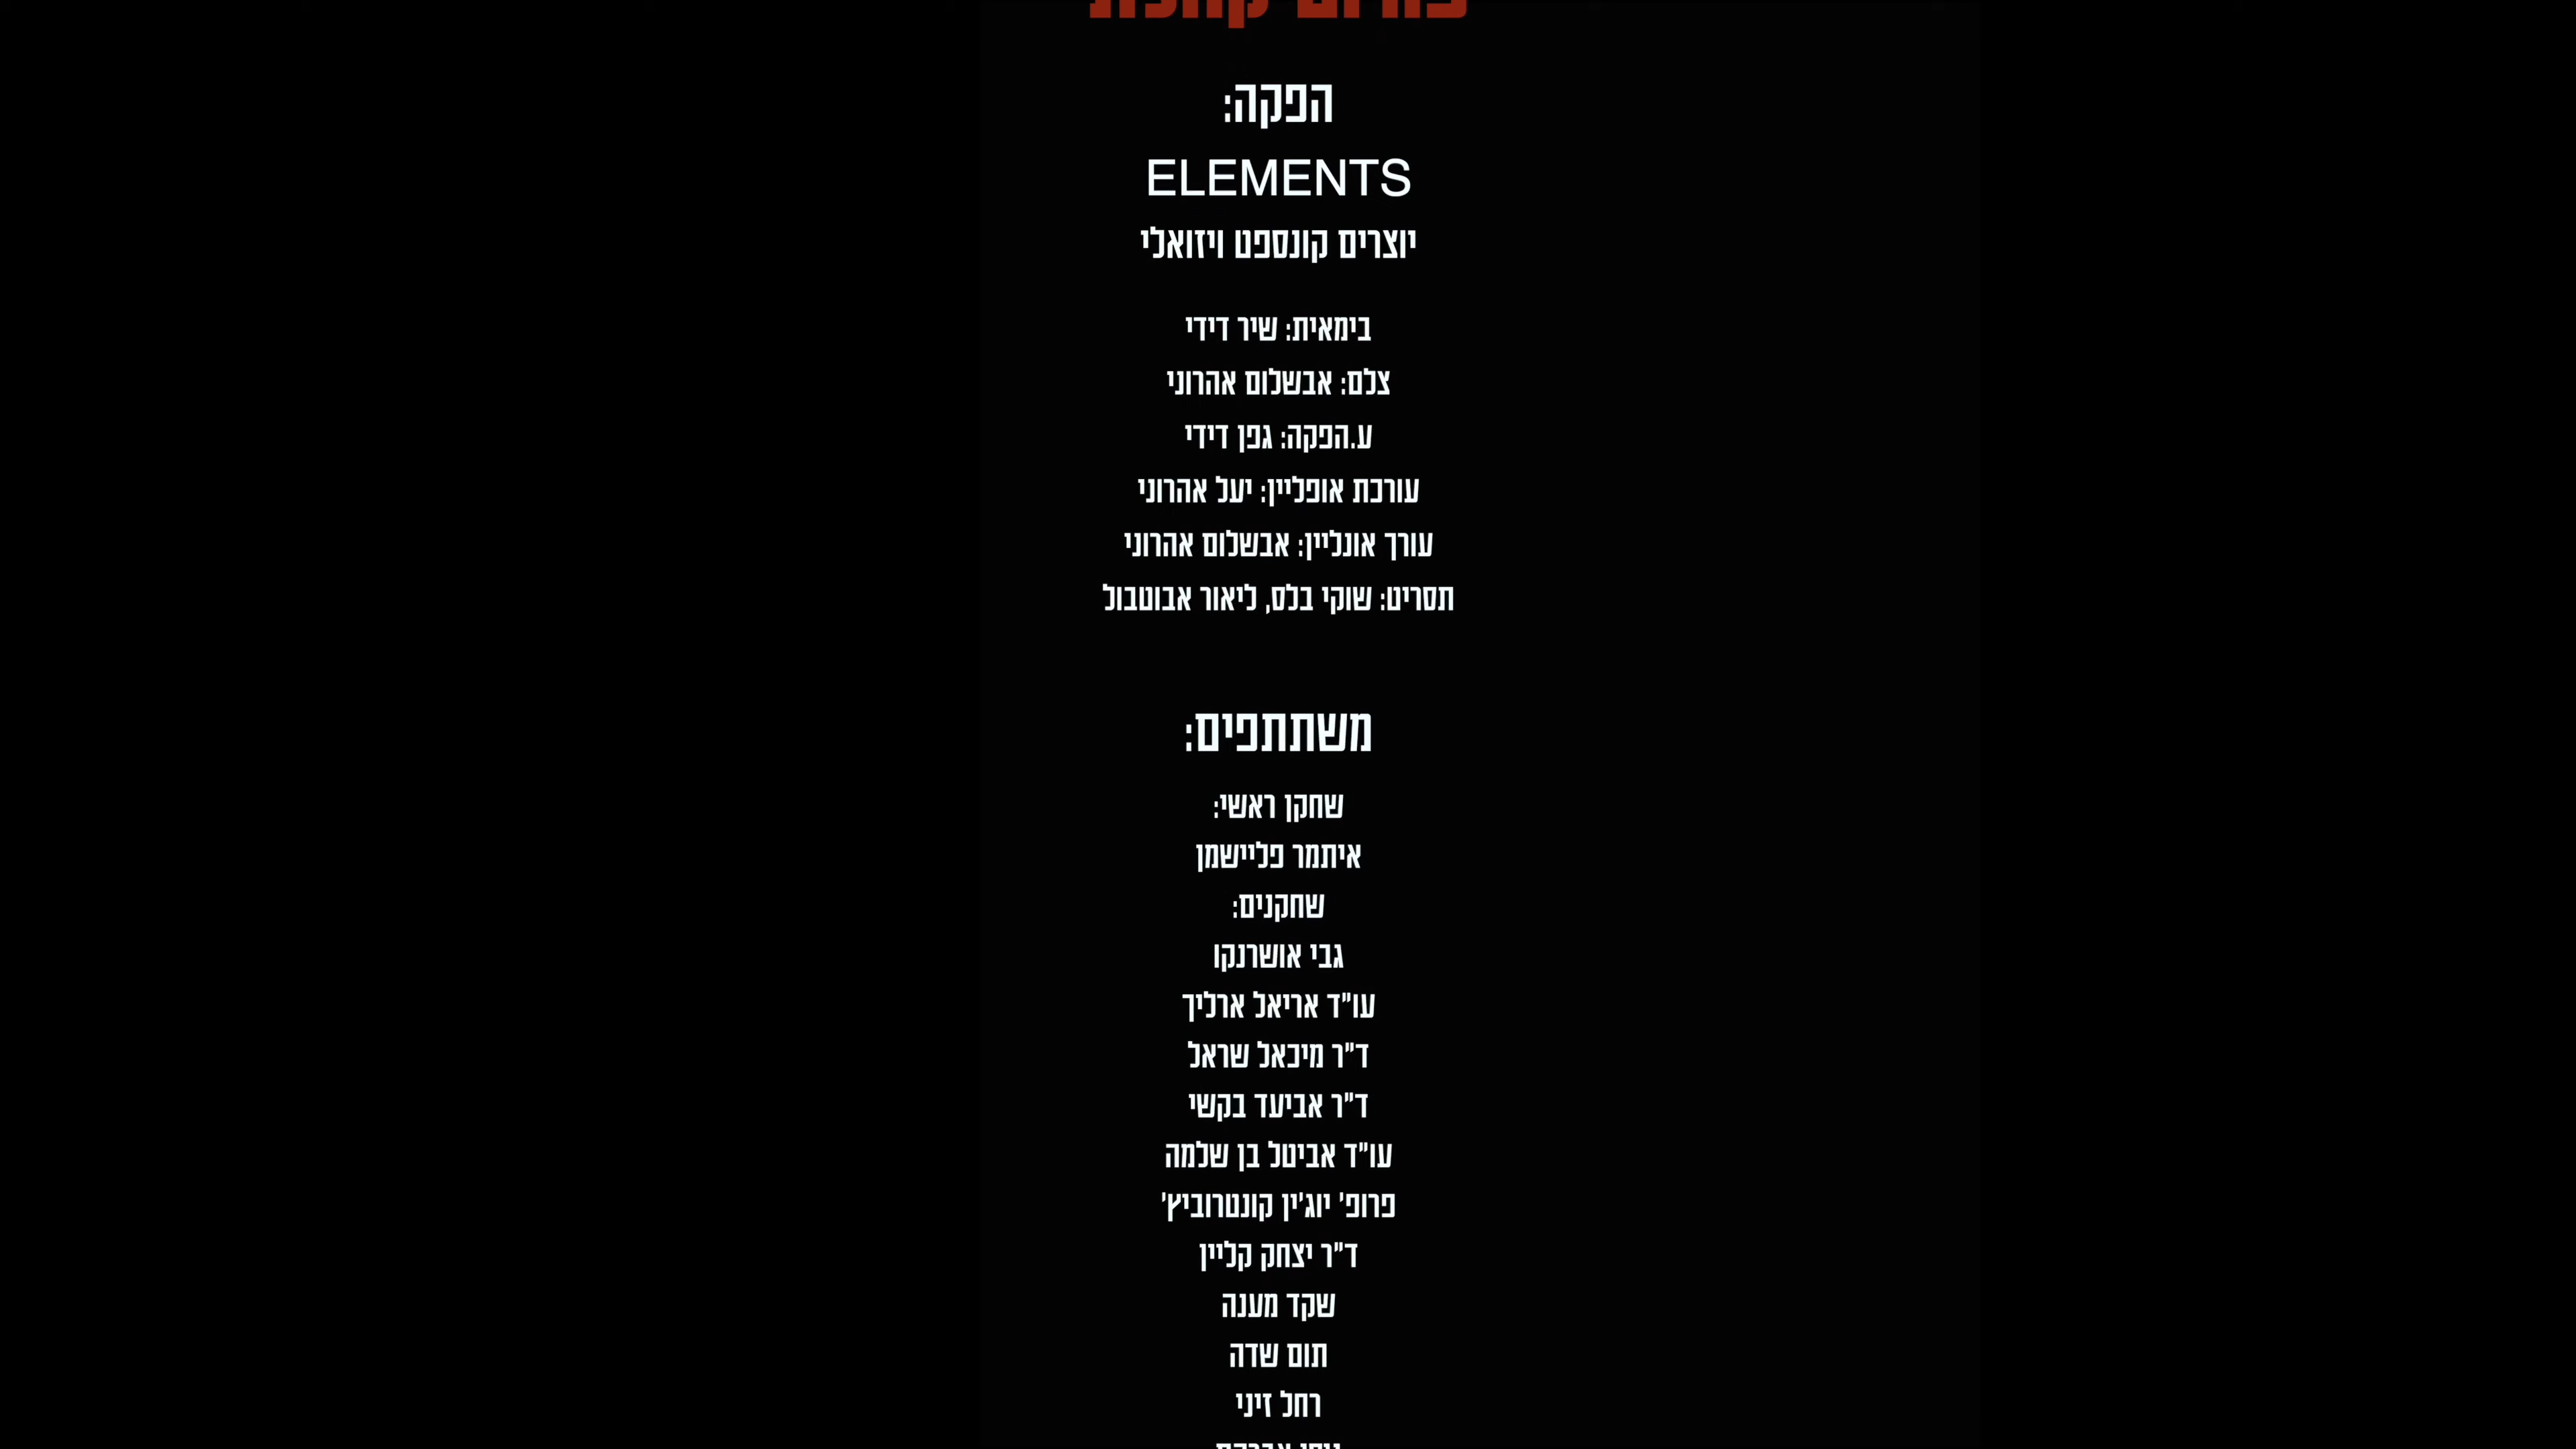 פורום קהלת
הפקה:
ELEMENTS
יוצרים קונספט ויזואלי
בימאית: שיר דידי
צלם: אבשלום אהרוני
ע.הפקה: גפן דידי
עורכת אופליין: יעל אהרוני
עורך אונליין: אבשלום אהרוני
תסריט: שוקי בלס, ליאור אבוטבול
משתתפים:
שחקן ראשי:
איתמר פליישמן
שחקנים:
גבי אושרנקו
עו"ד אריאל ארליך
ד"ר מיכאל שראל
ד"ר אביעד בקשי
עו"ד אביטל בן שלמה
פרופ' יוג'ין קונטרוביץ'
ד"ר יצחק קליין
שקד מענה
תום שדה
רחל זיני